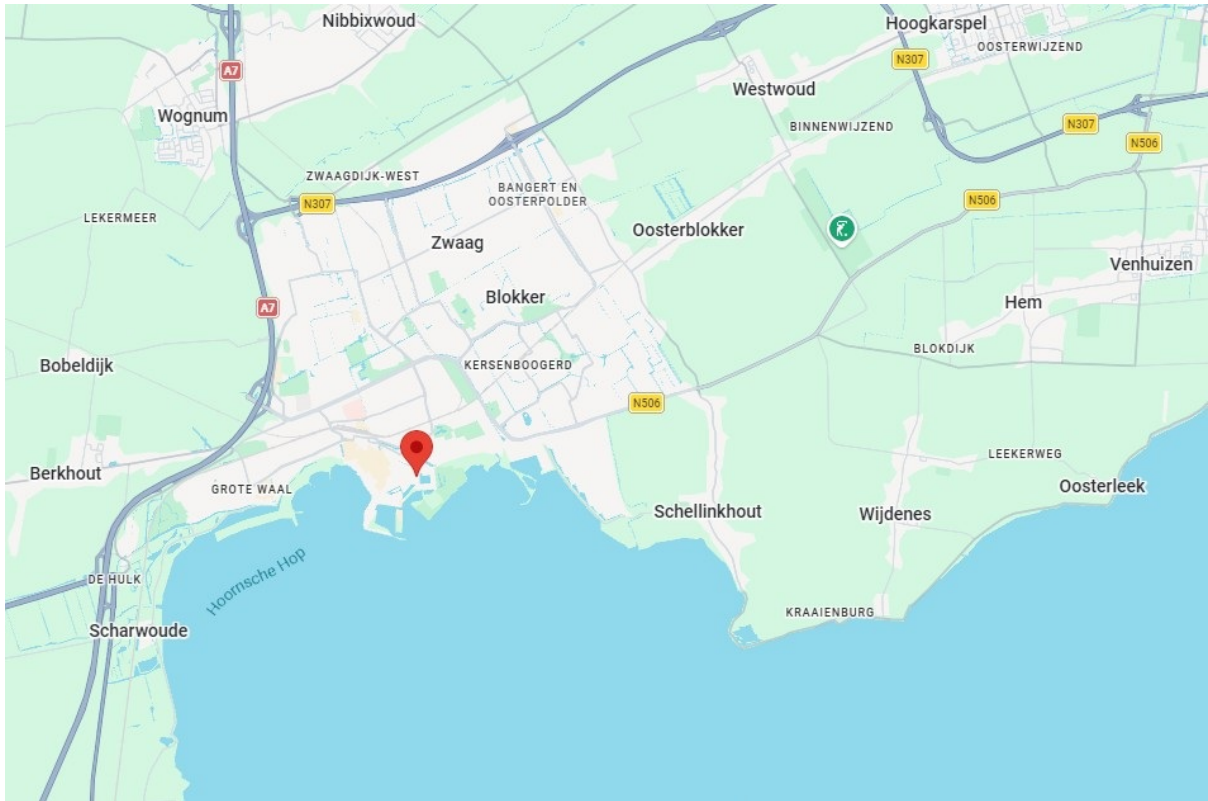 Nibbixwoud
Hoogkarspel
OOSTERWIJZEND
N307
A7
Westwoud
Wognum
BINNENWIJZEND
N307
N506
ZWAAGDIJK-WEST
BANGERT EN
OOSTERPOLDER
N307
N506
LEKERMEER
Oosterblokker
Zwaag
Venhuizen
Blokker
Hem
A7
BLOKDIJK
Bobeldijk
KERSENBOOGERD
N506
LEEKERWEG
Berkhout
GROTE WAAL
Oosterleek
Schellinkhout
Wijdenes
Hoornsche Hop
DE HULK
KRAAIENBURG
Scharwoude